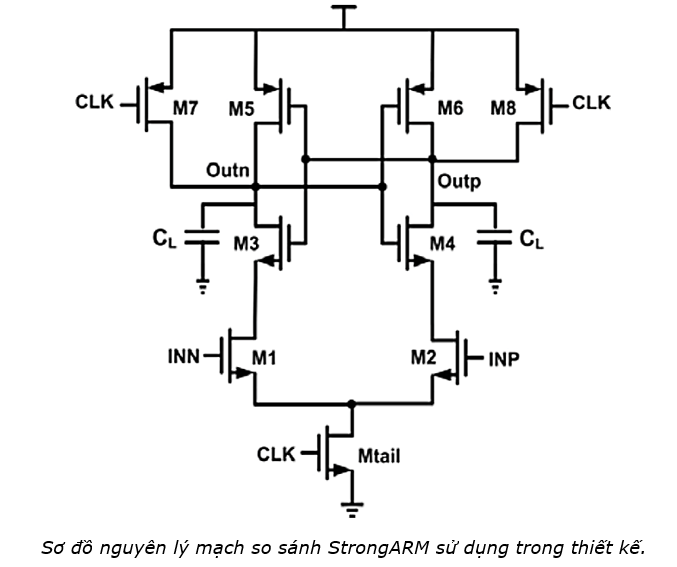 CLK M7 M5 M6 M8 CLK
Outn Outp
CL M3 M4 CL
INN M1 M2 INP
CLK Mtail
Sơ đồ nguyên lý mạch so sánh StrongARM sử dụng trong thiết kế.